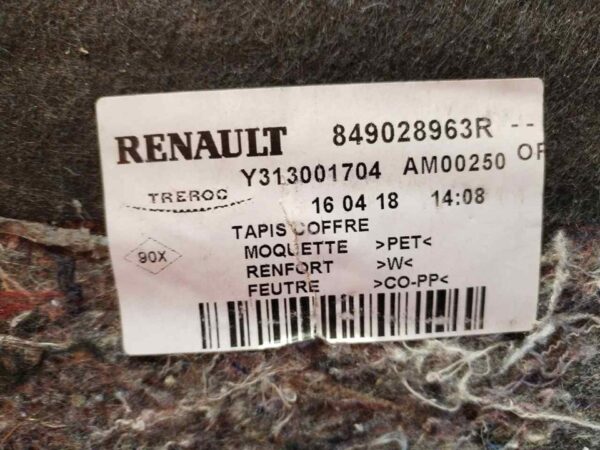 RENAULT 849028963R --
Y313001704 AM00250 OF
TREROC
16 04 18 14:08
TAPIS COFFRE
90X MOQUETTE >PET<
RENFORT >W<
FEUTRE >CO-PP<